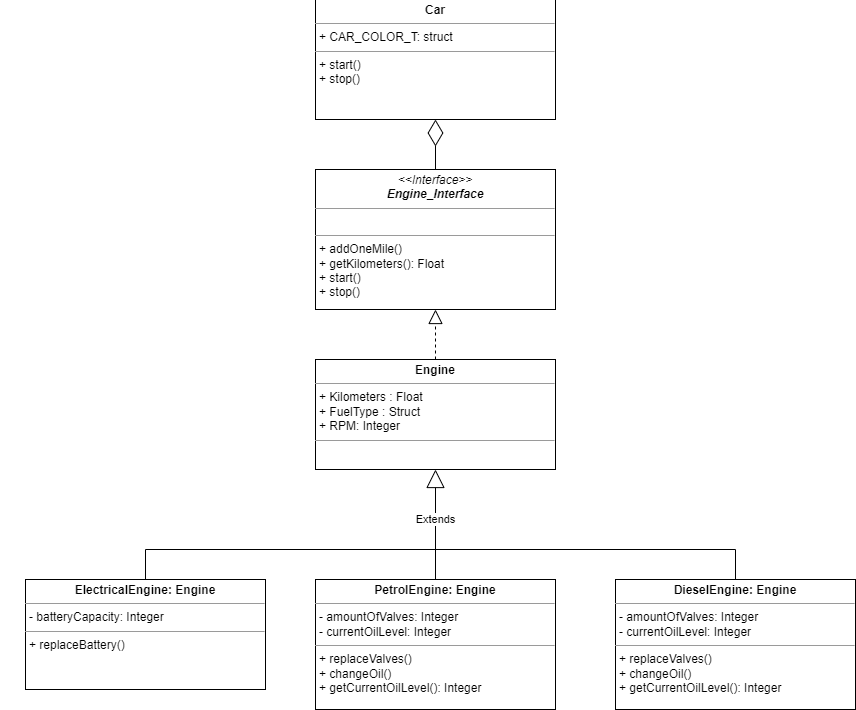 Car
+ CAR_COLOR_T: struct
+ start()
+ stop()
<<Interface>>
Engine_Interface
+ addOneMile()
+ getKilometers(): Float
+ start()
+ stop()
Engine
+ Kilometers : Float
+ FuelType : Struct
+ RPM: Integer
Extends
ElectricalEngine: Engine
- batteryCapacity: Integer
+ replaceBattery()
PetrolEngine: Engine
- amountOfValves: Integer
- currentOilLevel: Integer
+ replaceValves()
+ changeOil()
+ getCurrentOilLevel(): Integer
DieselEngine: Engine
- amountOfValves: Integer
- currentOilLevel: Integer
+ replaceValves()
+ changeOil()
+ getCurrentOilLevel(): Integer